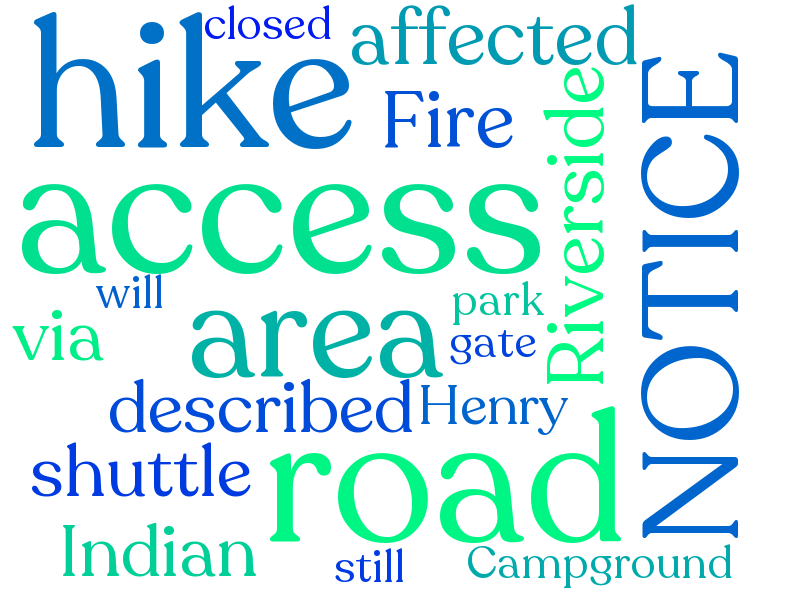 closed
affected
hike
Fire
Riverside
NOTICE
access
will
park
via
area
gate
described
Henry
shuttle
road
Indian
still
Campground